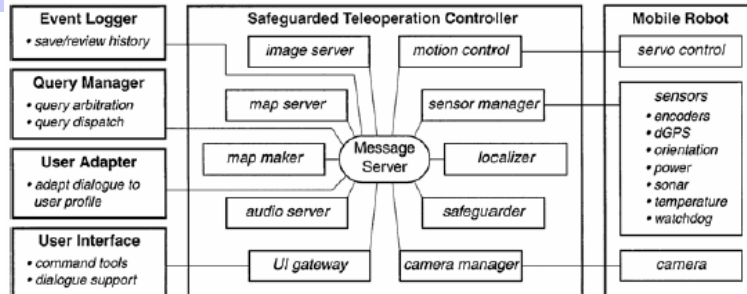 Event Logger
• save/review history
Query Manager
• query arbitration
• query dispatch
User Adapter
• adapt dialogue to
user profile
User Interface
• command tools
• dialogue support
Safeguarded Teleoperation Controller
image server
motion control
map server
sensor manager
map maker
Message
Server
localizer
audio server
safeguarder
UI gateway
camera manager
Mobile Robot
servo control
sensors
• encoders
• dGPS
• orientation
• power
• sonar
• temperature
• watchdog
camera